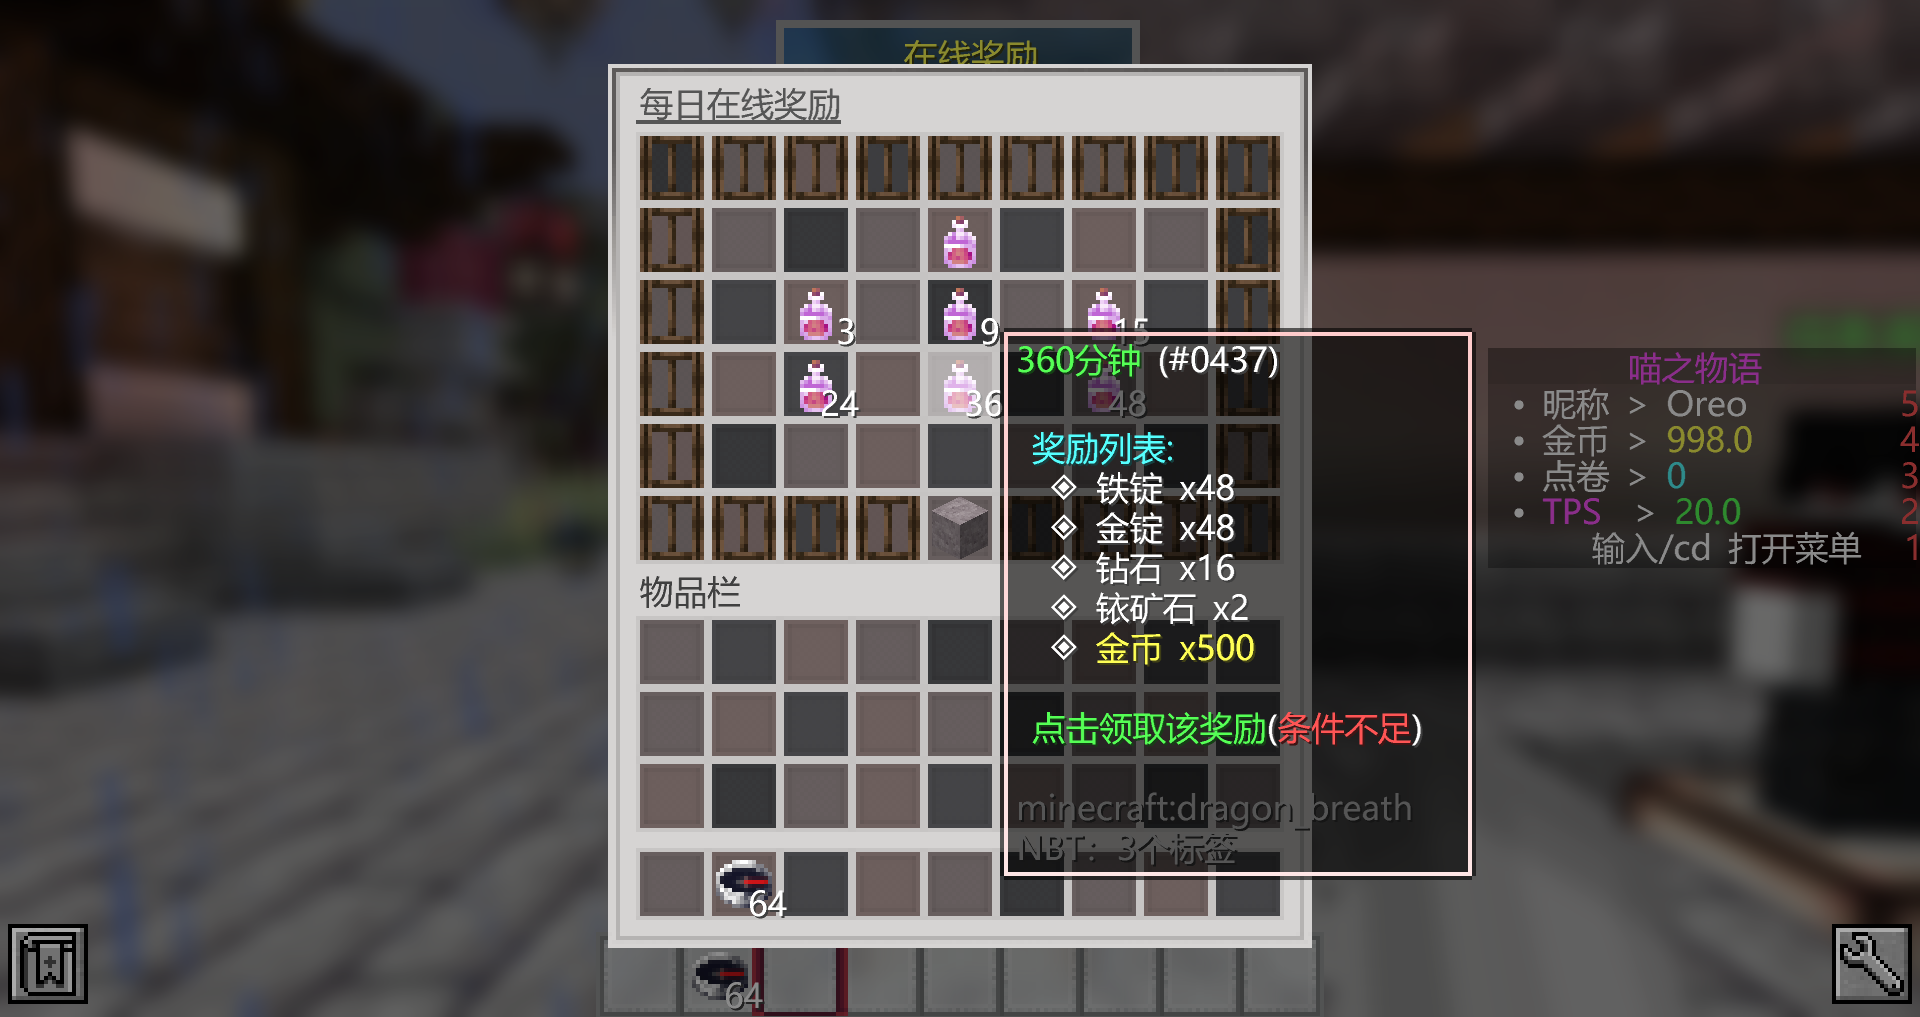 在线奖励
每日在线奖励
3
9
15
24
36
48
360分钟 (#0437)
奖励列表:
◈ 铁锭 x48
◈ 金锭 x48
◈ 钻石 x16
◈ 铱矿石 x2
◈ 金币 x500
点击领取该奖励(条件不足)
minecraft:dragon_breath
NBT: 3个标签
物品栏
64
64
喵之物语
• 昵称 > Oreo 5
• 金币 > 998.0 4
• 点卷 > 0 3
• TPS > 20.0 2
输入/cd 打开菜单 1